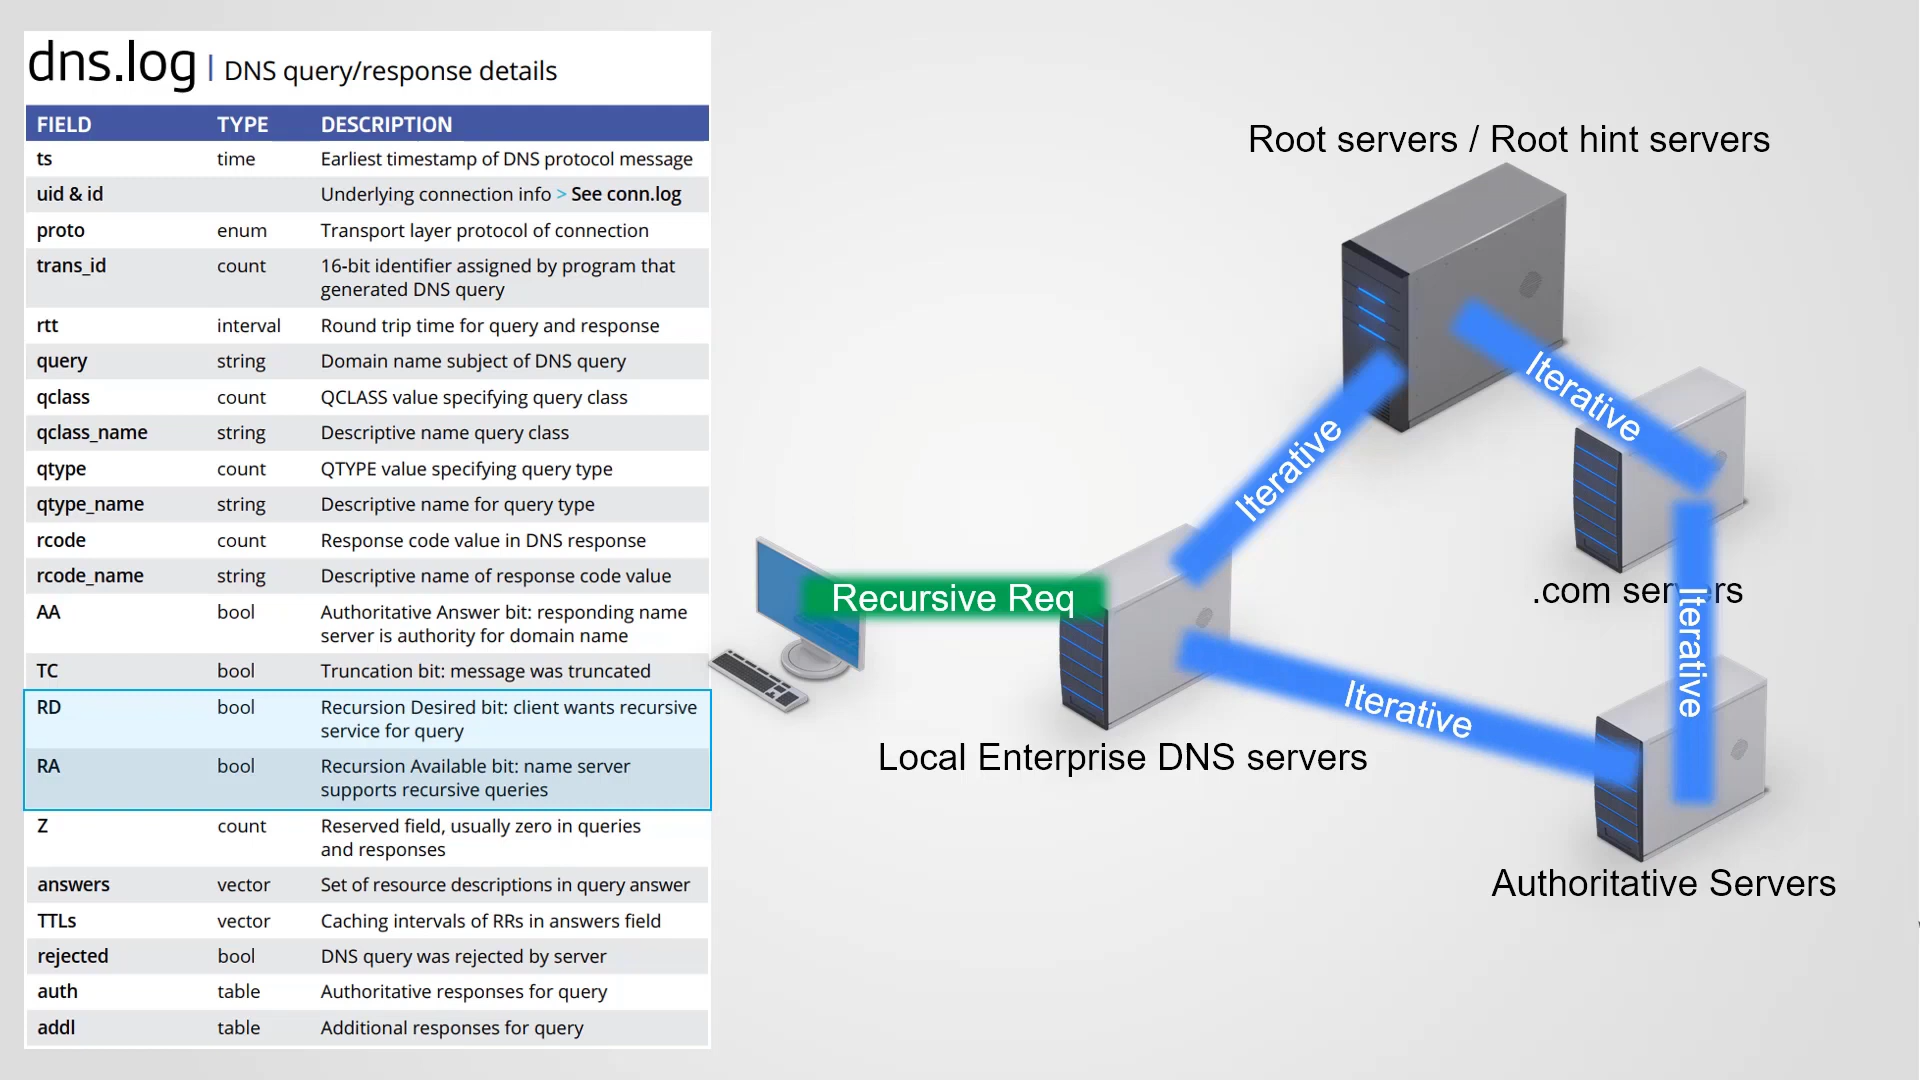 dns.log | DNS query/response details
FIELD TYPE DESCRIPTION
ts time Earliest timestamp of DNS protocol message
uid & id Underlying connection info > See conn.log
proto enum Transport layer protocol of connection
trans_id count 16-bit identifier assigned by program that
generated DNS query
rtt interval Round trip time for query and response
query string Domain name subject of DNS query
qclass count QCLASS value specifying query class
qclass_name string Descriptive name query class
qtype count QTYPE value specifying query type
qtype_name string Descriptive name for query type
rcode count Response code value in DNS response
rcode_name string Descriptive name of response code value
AA bool Authoritative Answer bit: responding name
server is authority for domain name
TC bool Truncation bit: message was truncated
RD bool Recursion Desired bit: client wants recursive
service for query
RA bool Recursion Available bit: name server
supports recursive queries
Z count Reserved field, usually zero in queries
and responses
answers vector Set of resource descriptions in query answer
TTLs vector Caching intervals of RRs in answers field
rejected bool DNS query was rejected by server
auth table Authoritative responses for query
addl table Additional responses for query
Root servers / Root hint servers
Iterative
Iterative
Recursive Req
.com servers
Iterative
Iterative
Local Enterprise DNS servers
Authoritative Servers